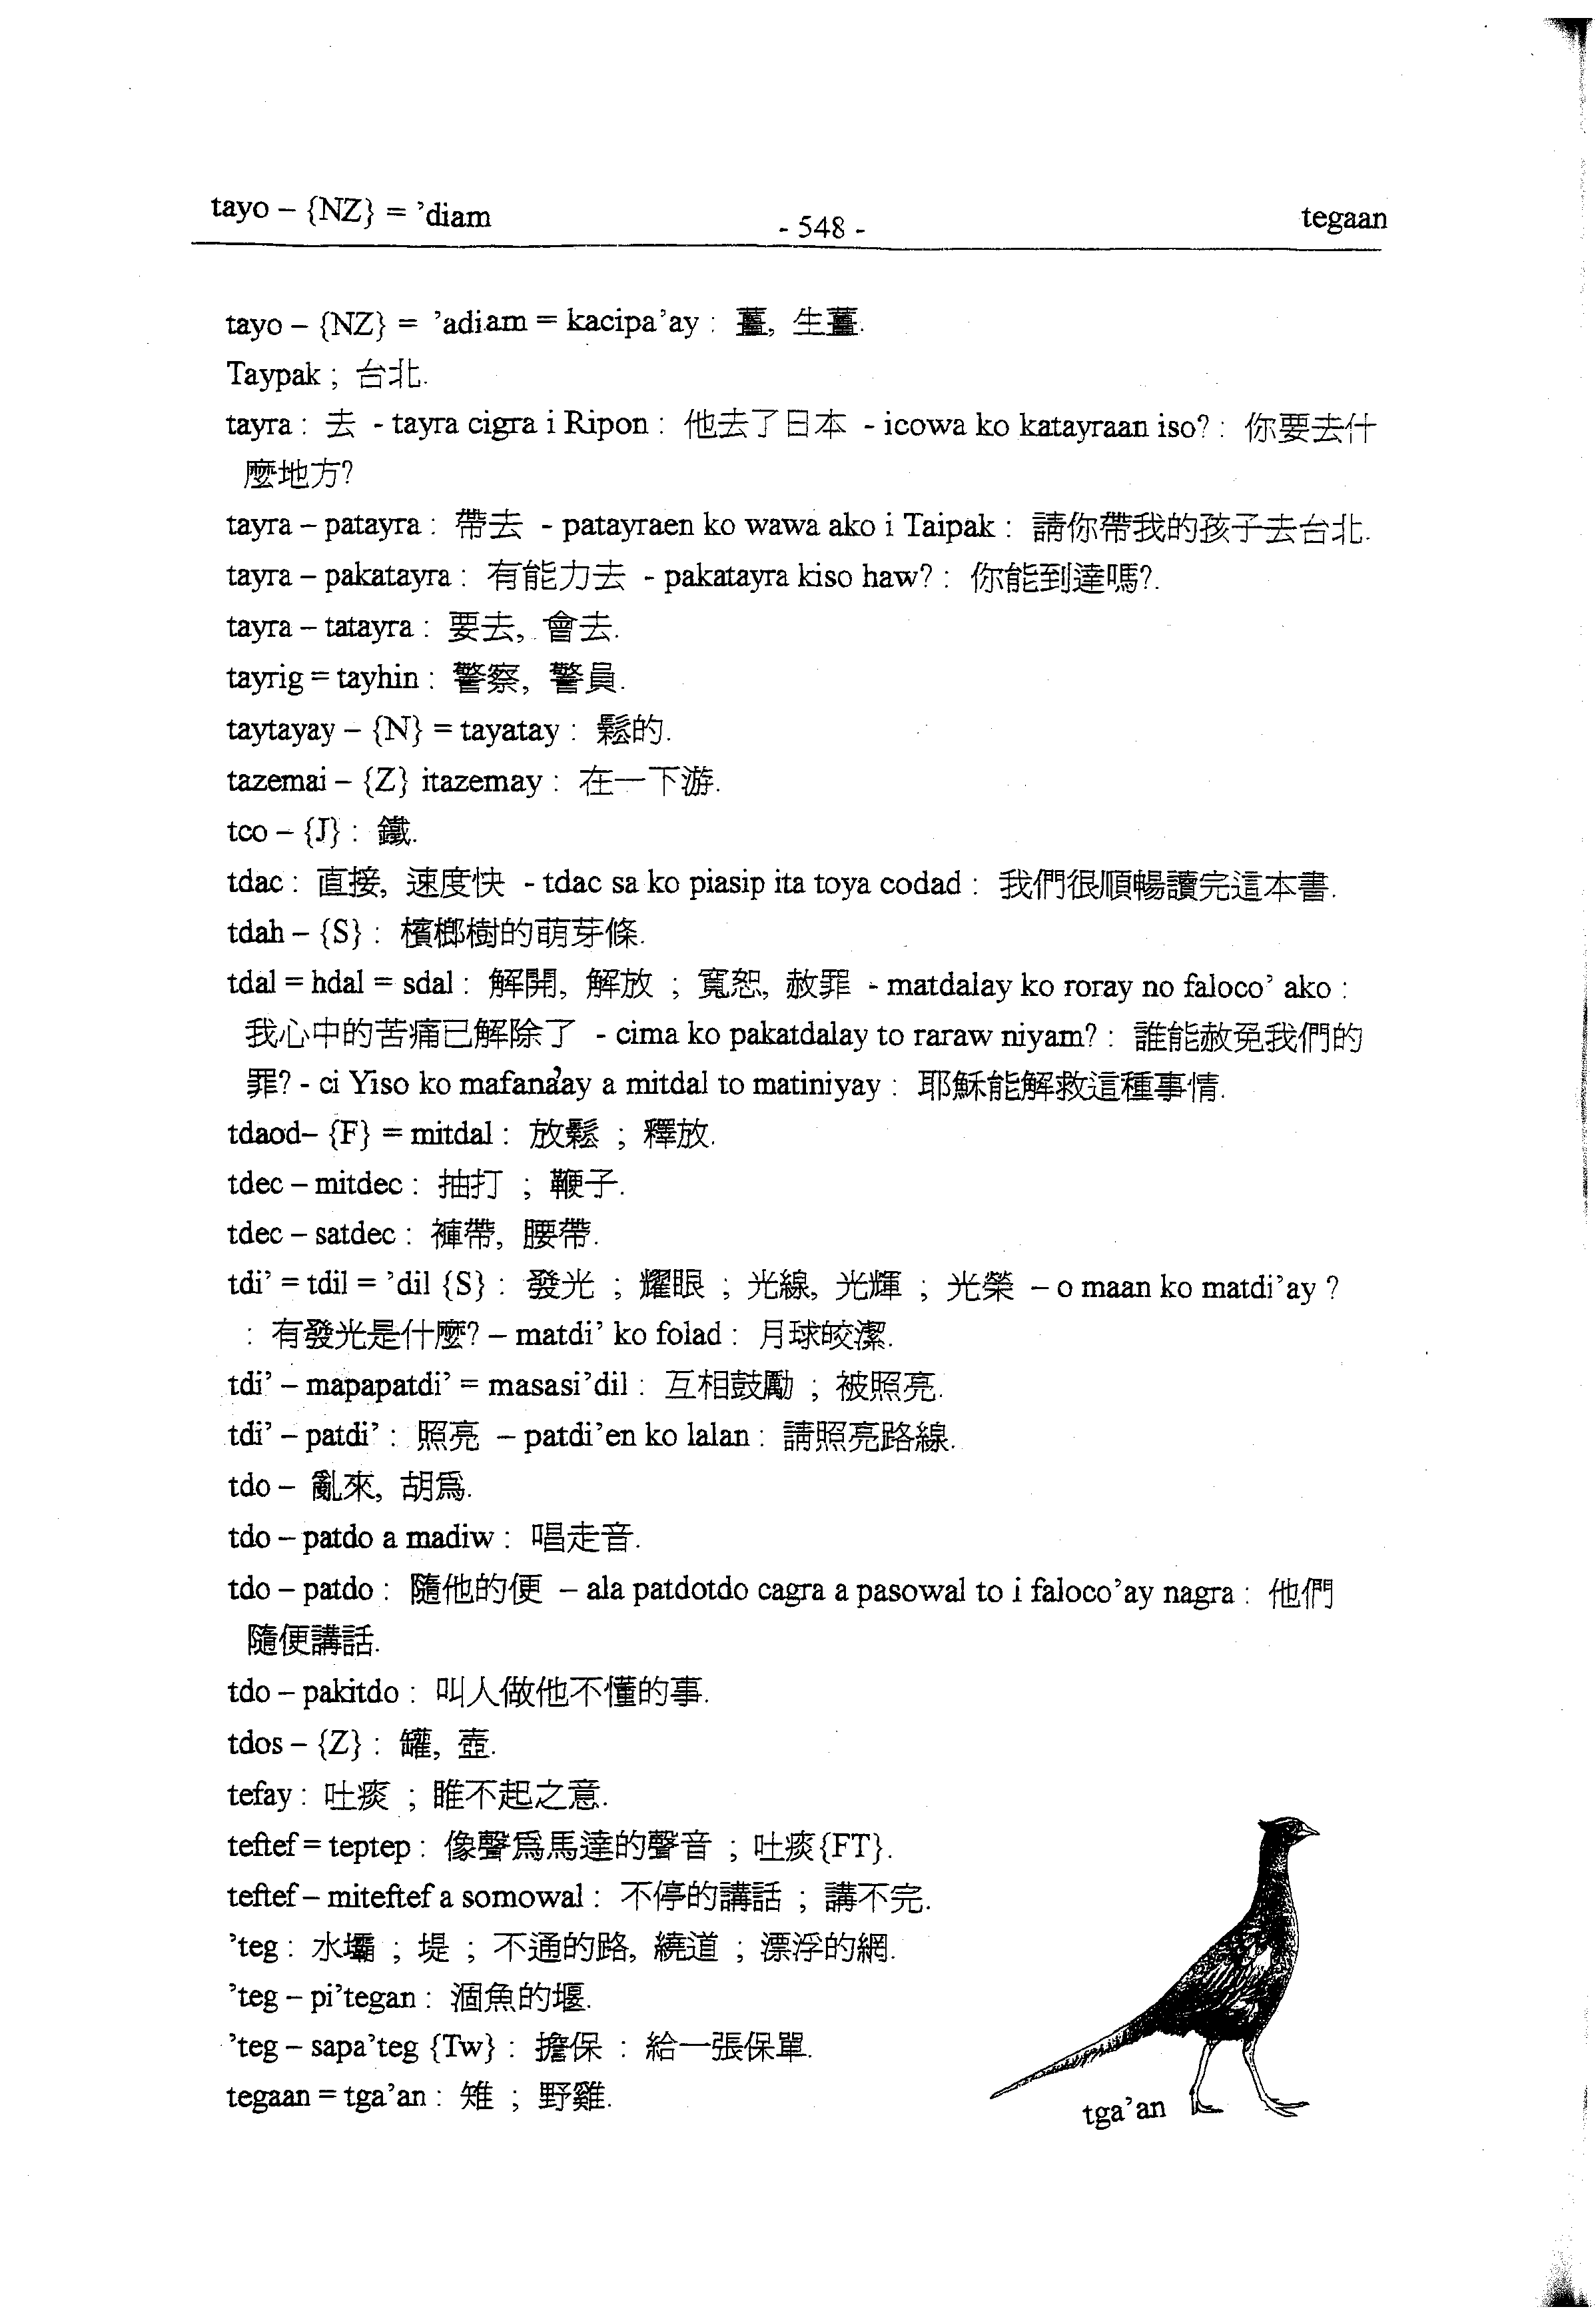 tayo – {NZ} = ’diam
- 548 -
tegaan
tayo – {NZ} = ’adiam = kacipa’ay : 薑, 生薑.
Taypak ; 台北.
tayra : 去 - tayra cigra i Ripon : 他去了日本 - icowa ko katayraan iso? : 你要去什
麼地方?
tayra – patayra : 帶去 - patayraen ko wawa ako i Taipak : 請你帶我的孩子去台北.
tayra – pakatayra : 有能力去 - pakatayra kiso haw? : 你能到達嗎?.
tayra – tatayra : 要去, 會去.
tayrig = tayhin : 警察, 警員.
taytayay – {N} = tayatay : 鬆的.
tazemai – {Z} itazemay : 在一下游.
tco – {J} : 鐵.
tdac : 直接, 速度快 - tdac sa ko piasip ita toya codad : 我們很順暢讀完這本書.
tdah – {S} : 檳榔樹的萌芽條.
tdal = hdal = sdal : 解開, 解放 ; 寬恕, 赦罪 - matdalay ko roray no faloco’ ako :
我心中的苦痛已解除了 - cima ko pakatdalay to raraw niyam? : 誰能赦免我們的
罪? - ci Yiso ko mafana’ay a mitdal to matiniyay : 耶穌能解救這種事情.
tdaod– {F} = mitdal : 放鬆 ; 釋放.
tdec – mitdec : 抽打 ; 鞭子.
tdec – satdec : 褲帶, 腰帶.
tdi’ = tdil = ’dil {S} : 發光 ; 耀眼 ; 光線, 光輝 ; 光榮 – o maan ko matdi’ay ?
: 有發光是什麼? – matdi’ ko folad : 月球皎潔.
tdi’ – mapapatdi’ = masasi’dil : 互相鼓勵 ; 被照亮.
tdi’ – patdi’ : 照亮 – patdi’en ko lalan : 請照亮路線.
tdo – 亂來, 胡爲.
tdo – patdo a madiw : 唱走音.
tdo – patdo : 隨他的便 – ala patdotdo cagra a pasowal to i faloco’ay nagra : 他們
隨便講話.
tdo – pakitdo : 叫人做他不懂的事.
tdos – {Z} : 罐, 壺.
tefay : 吐痰 ; 睢不起之意.
teftef = teptep : 像聲爲馬達的聲音 ; 吐痰{FT}.
teftef – miteftef a somowal : 不停的講話 ; 講不完.
’teg : 水壩 ; 堤 ; 不通的路, 繞道 ; 漂浮的網.
’teg – pi’tegan : 涸魚的堰.
’teg – sapa’teg {Tw} : 擔保 : 給一張保單.
tegaan = tga’an : 雉 ; 野雞.
tga’an